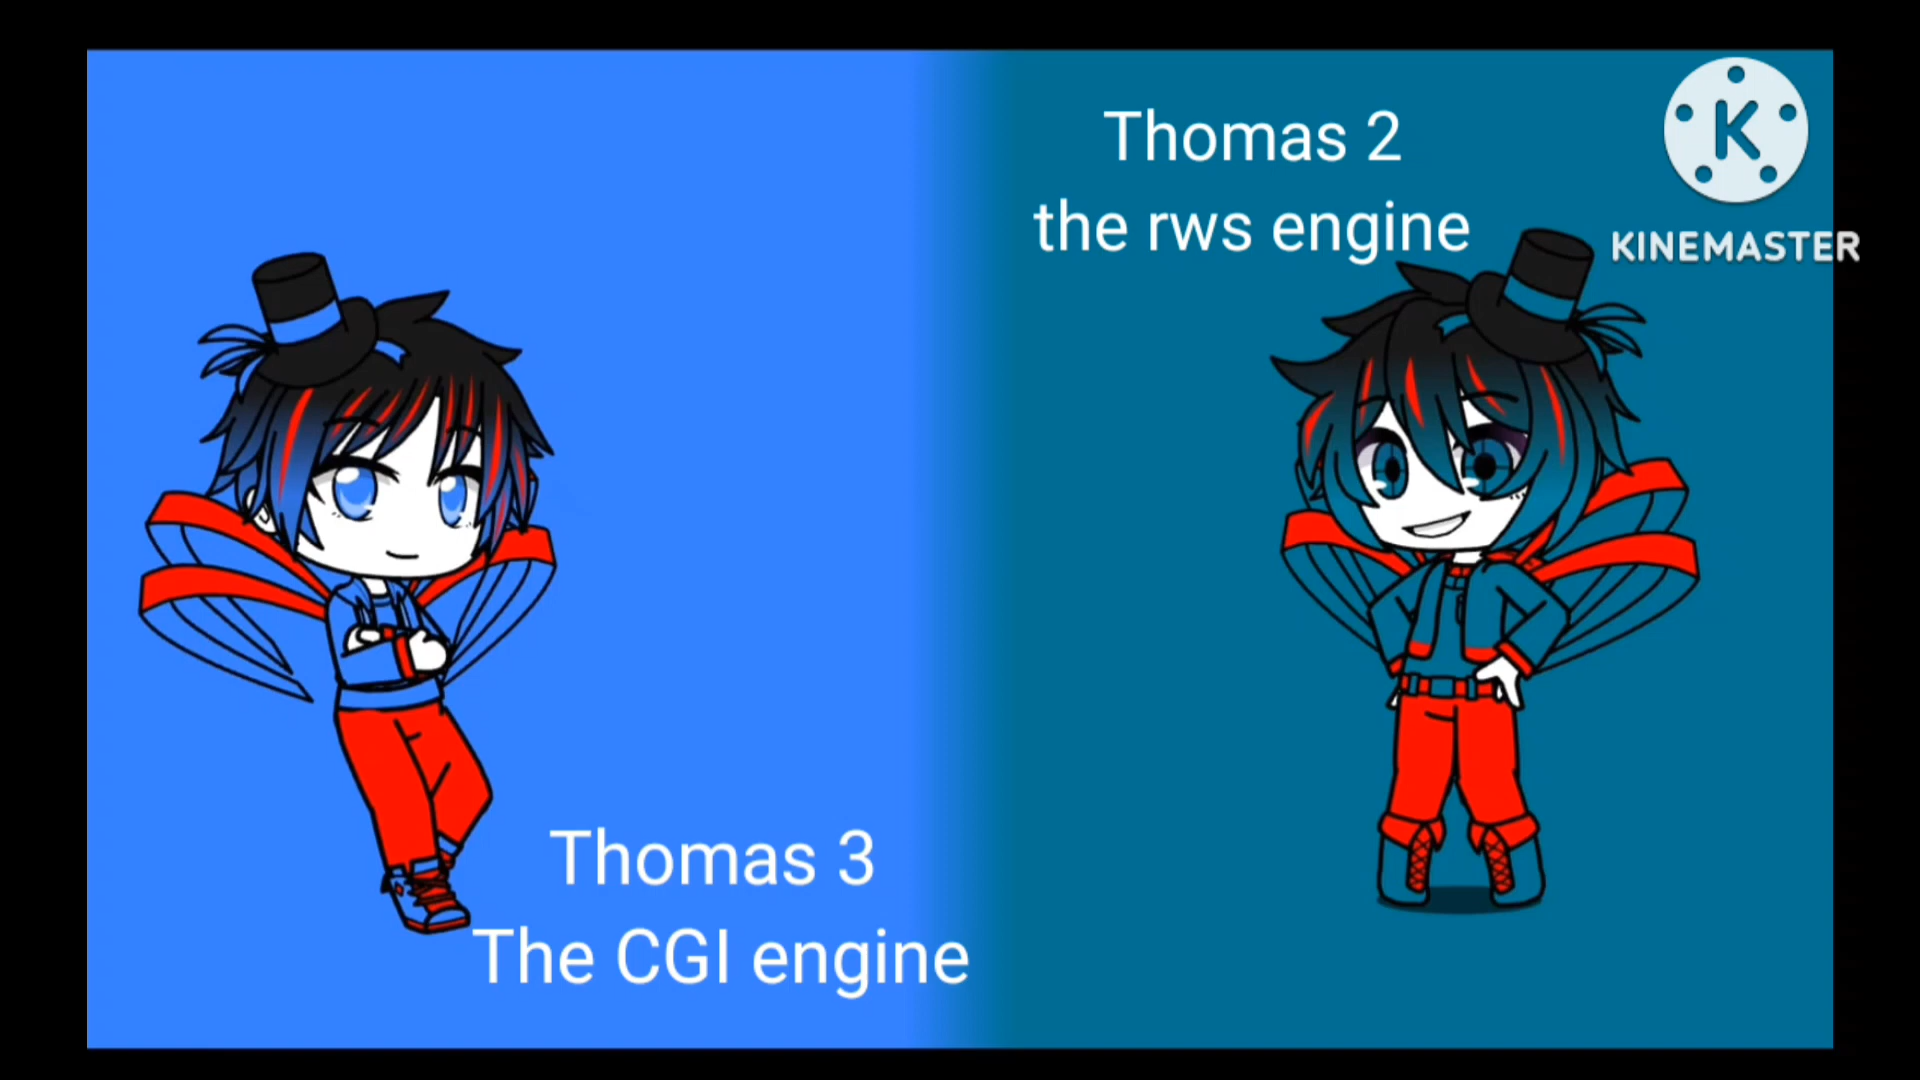 Thomas 2
the rws engine
K
KINEMASTER
Thomas 3
The CGI engine